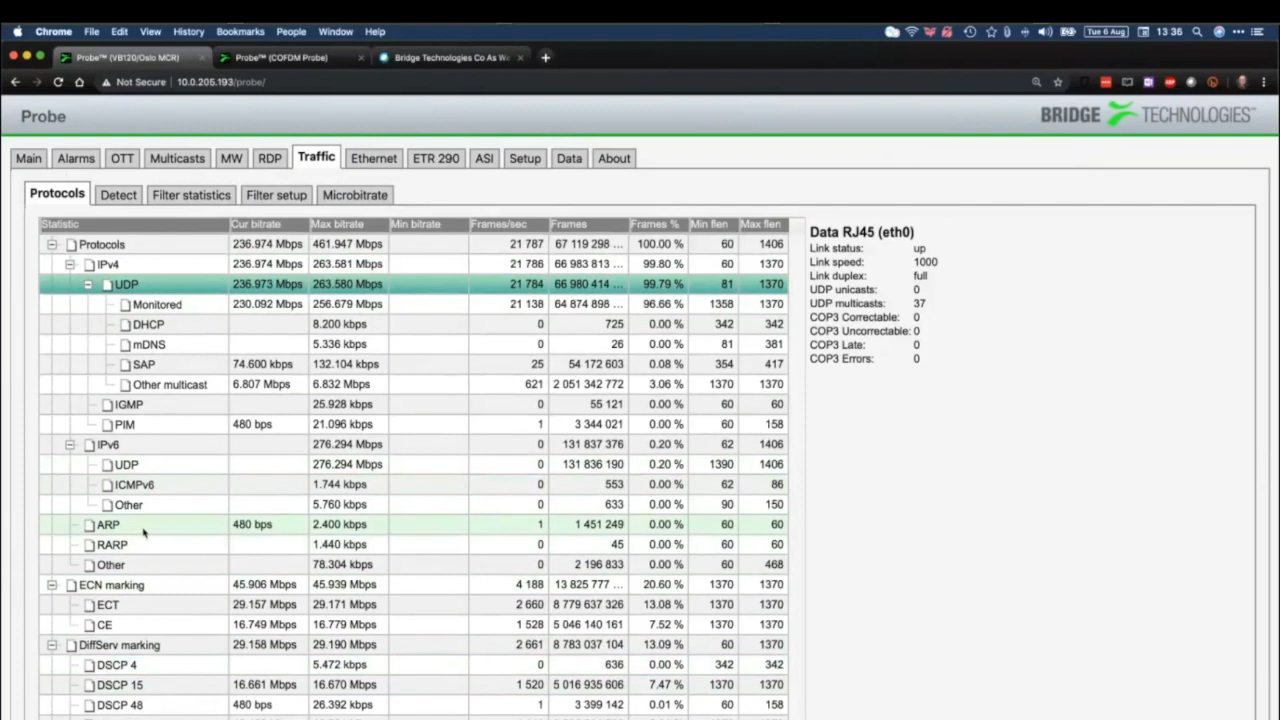 Chrome File Edit View History Bookmarks People Window Help Tue 6 Aug 13 36
Probe™ (VB120/Oslo MCR) Probe™ (COFDM Probe) Bridge Technologies Co As W
Not Secure 10.0.205.193/probe/
Probe BRIDGE TECHNOLOGIES™
Main Alarms OTT Multicasts MW RDP Traffic Ethernet ETR 290 ASI Setup Data About
Protocols Detect Filter statistics Filter setup Microbitrate
Statistic Cur bitrate Max bitrate Min bitrate Frames/sec Frames Frames % Min flen Max flen
Protocols 236.974 Mbps 461.947 Mbps 21 787 67 119 298 ... 100.00 % 60 1406
IPv4 236.974 Mbps 263.581 Mbps 21 786 66 983 813 ... 99.80 % 60 1370
UDP 236.973 Mbps 263.580 Mbps 21 784 66 980 414 ... 99.79 % 81 1370
Monitored 230.092 Mbps 256.679 Mbps 21 138 64 874 898 ... 96.66 % 1358 1370
DHCP 8.200 kbps 0 725 0.00 % 342 342
mDNS 5.336 kbps 0 26 0.00 % 81 381
SAP 74.600 kbps 132.104 kbps 25 54 172 603 0.08 % 354 417
Other multicast 6.807 Mbps 6.832 Mbps 621 2 051 342 772 3.06 % 1370 1370
IGMP 25.928 kbps 0 55 121 0.00 % 60 60
PIM 480 bps 21.096 kbps 1 3 344 021 0.00 % 60 158
IPv6 276.294 Mbps 0 131 837 376 0.20 % 62 1406
UDP 276.294 Mbps 0 131 836 190 0.20 % 1390 1406
ICMPv6 1.744 kbps 0 553 0.00 % 62 86
Other 5.760 kbps 0 633 0.00 % 90 150
ARP 480 bps 2.400 kbps 1 1 451 249 0.00 % 60 60
RARP 1.440 kbps 0 45 0.00 % 60 60
Other 78.304 kbps 0 2 196 833 0.00 % 60 468
ECN marking 45.906 Mbps 45.939 Mbps 4 188 13 825 777 ... 20.60 % 1370 1370
ECT 29.157 Mbps 29.171 Mbps 2 660 8 779 637 326 13.08 % 1370 1370
CE 16.749 Mbps 16.779 Mbps 1 528 5 046 140 161 7.52 % 1370 1370
DiffServ marking 29.158 Mbps 29.190 Mbps 2 661 8 783 037 104 13.09 % 60 1370
DSCP 4 5.472 kbps 0 636 0.00 % 342 342
DSCP 15 16.661 Mbps 16.670 Mbps 1 520 5 016 935 606 7.47 % 1370 1370
DSCP 48 480 bps 26.392 kbps 1 3 399 142 0.01 % 60 158
Data RJ45 (eth0)
Link status: up
Link speed: 1000
Link duplex: full
UDP unicasts: 0
UDP multicasts: 37
COP3 Correctable: 0
COP3 Uncorrectable: 0
COP3 Late: 0
COP3 Errors: 0